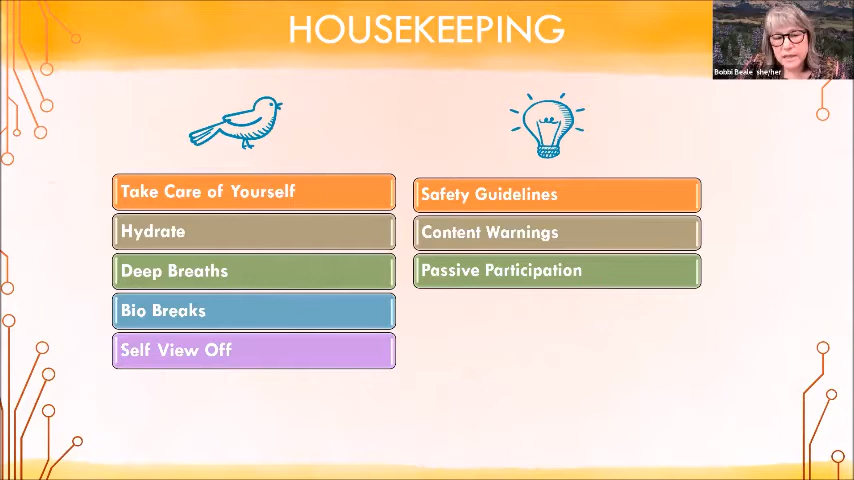 HOUSEKEEPING
Bobbi Beale she/her
Take Care of Yourself
Hydrate
Deep Breaths
Bio Breaks
Self View Off
Safety Guidelines
Content Warnings
Passive Participation